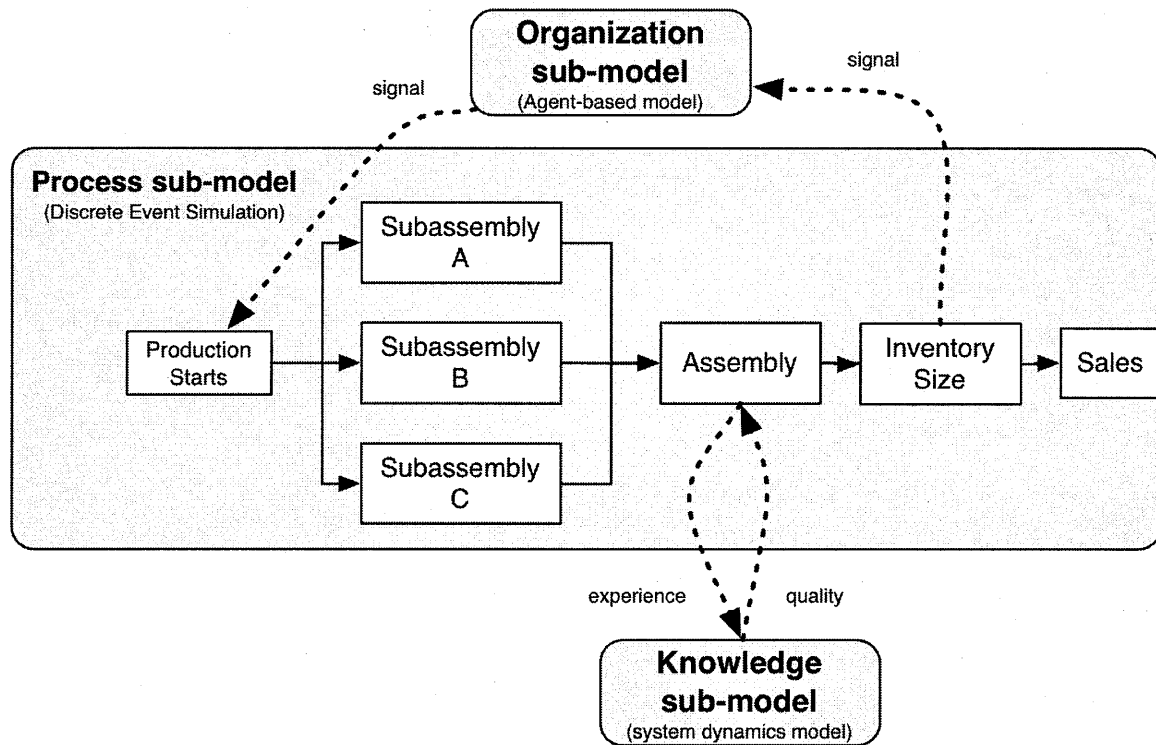 Organization
sub-model
(Agent-based model)
signal
signal
Process sub-model
(Discrete Event Simulation)
Subassembly
A
Production
Starts
Subassembly
B
Assembly
Inventory
Size
Sales
Subassembly
C
experience
quality
Knowledge
sub-model
(system dynamics model)